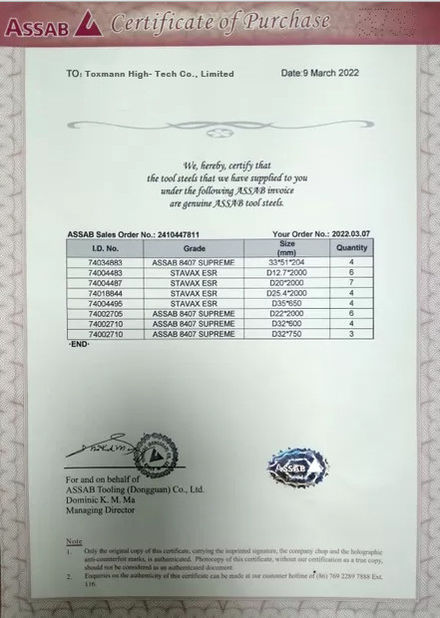 ASSAB Certificate of Purchase
TO: Toxmann High- Tech Co., Limited Date:9 March 2022
We, hereby, certify that
the tool steels that we have supplied to you
under the following ASSAB invoice
are genuine ASSAB tool steels.
ASSAB Sales Order No.: 2410447811 Your Order No.: 2022.03.07
I.D. No. Grade Size (mm) Quantity
74034883 ASSAB 8407 SUPREME 33*51*204 4
74004483 STAVAX ESR D12.7*2000 6
74004487 STAVAX ESR D20*2000 7
74018844 STAVAX ESR D25.4*2000 4
74004495 STAVAX ESR D35*650 4
74002705 ASSAB 8407 SUPREME D22*2000 6
74002710 ASSAB 8407 SUPREME D32*600 4
74002710 ASSAB 8407 SUPREME D32*750 3
-END-
ASSAB
For and on behalf of
ASSAB Tooling (Dongguan) Co., Ltd.
Dominic K. M. Ma
Managing Director
Note
1. Only the original copy of this certificate, carrying the imprinted signature, the company chop and the holographic
anti-counterfeit marks, is authenticated. Photocopy of this certificate, without our certification as a true copy,
should not be considered as an authenticated document.
2. Enquiries on the authenticity of this certificate can be made at our customer hotline of (86) 769 2289 7888 Ext.
116.